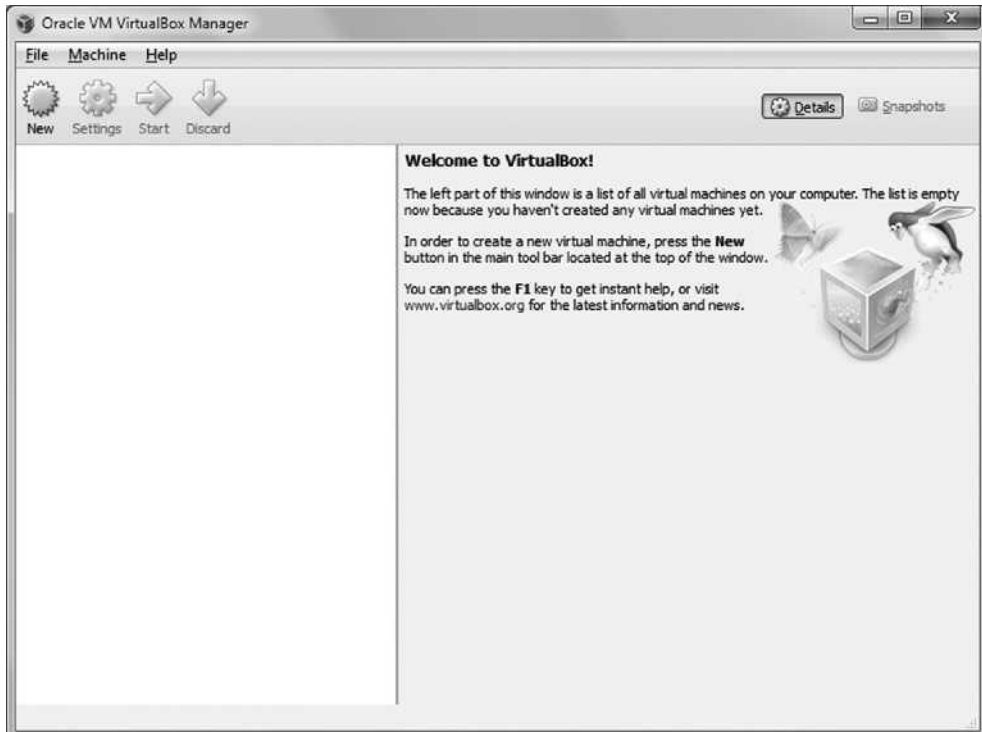 Oracle VM VirtualBox Manager
File Machine Help
New Settings Start Discard
Details Snapshots
Welcome to VirtualBox!
The left part of this window is a list of all virtual machines on your computer. The list is empty
now because you haven't created any virtual machines yet.
In order to create a new virtual machine, press the New
button in the main tool bar located at the top of the window.
You can press the F1 key to get instant help, or visit
www.virtualbox.org for the latest information and news.